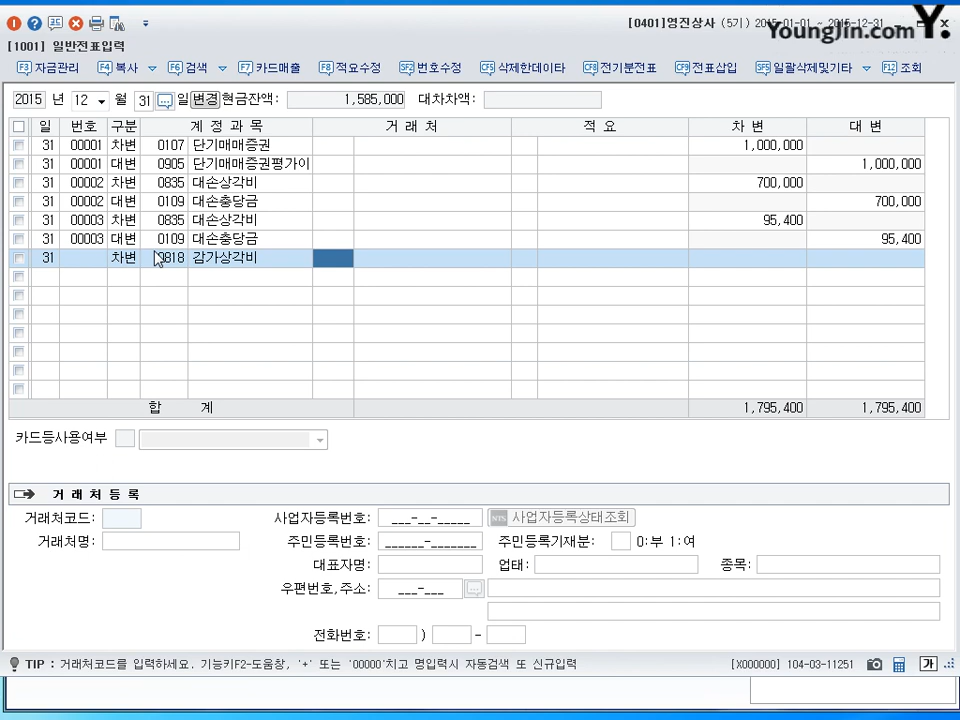 [0401]영진상사 (5기) 2015-01-01 ~ 2015-12-31
YoungJin.com Y.
[1001] 일반전표입력
F3 자금관리 F4 복사 F6 검색 F7 카드매출 F8 적요수정 SF2 번호수정 CF5 삭제한데이타 CF8 전기분전표 CF9 전표삽입 SF5 일괄삭제및기타 F12 조회
2015 년 12 월 31 일 변경 현금잔액: 1,585,000 대차차액:
일 번호 구분 계 정 과 목 거 래 처 적 요 차 변 대 변
31 00001 차변 0107 단기매매증권 1,000,000
31 00001 대변 0905 단기매매증권평가이 1,000,000
31 00002 차변 0835 대손상각비 700,000
31 00002 대변 0109 대손충당금 700,000
31 00003 차변 0835 대손상각비 95,400
31 00003 대변 0109 대손충당금 95,400
31 차변 0818 감가상각비
합 계 1,795,400 1,795,400
카드등사용여부
거 래 처 등 록
거래처코드: 사업자등록번호: ___-__-_____ NTS 사업자등록상태조회
거래처명: 주민등록번호: ______-_______ 주민등록기재분: 0:부 1:여
대표자명: 업태: 종목:
우편번호,주소: ___-___
전화번호: ) -
TIP : 거래처코드를 입력하세요. 기능키F2-도움창, '+' 또는 '00000'치고 명입력시 자동검색 또 신규입력 [X000000] 104-03-11251 가